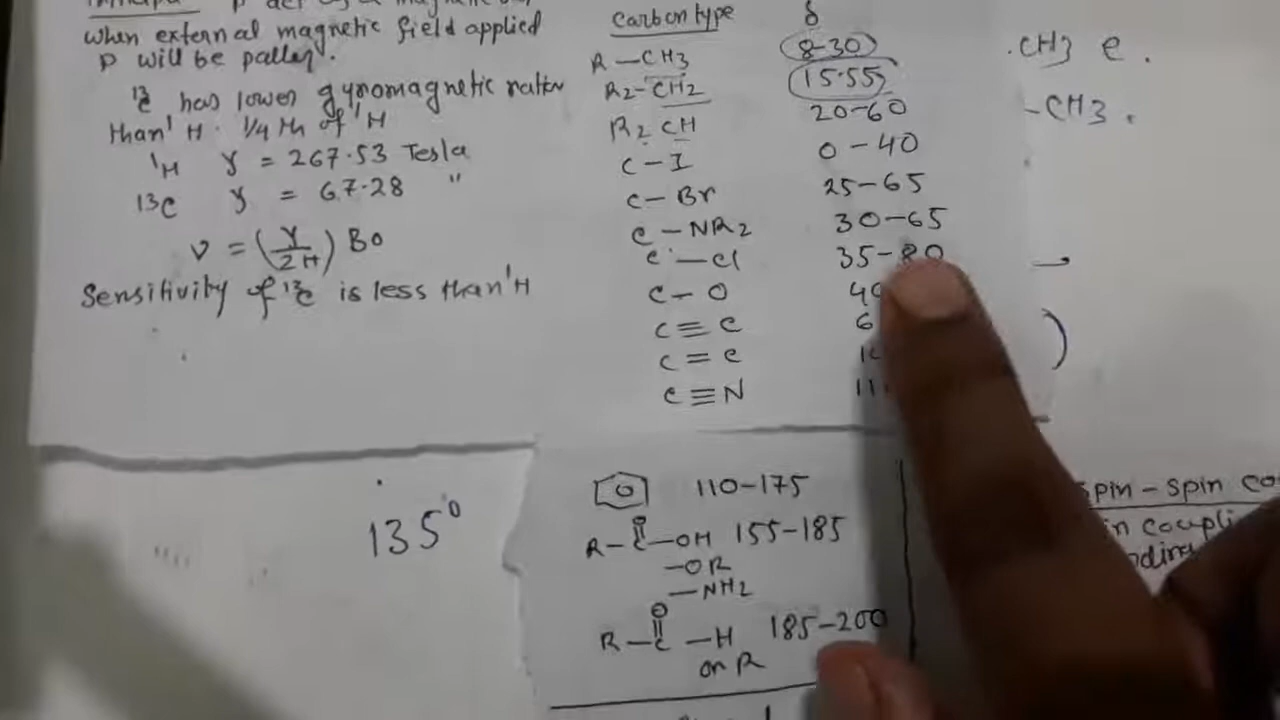 when external magnetic field applied
P will be paller.
13C has lower gyromagnetic ratio
than 1H. 1/4 th of 1H
1H γ = 267.53 Tesla
13C γ = 67.28 "
ν = (γ/2H) B0
Sensitivity of 13C is less than 1H
135°
Carbon type δ
R-CH3 8-30
R2-CH2 15.55
R2 CH 20-60
C-I 0-40
C-Br 25-65
C-NR2 30-65
C-Cl 35-80
C-O
C≡C
C=C
C≡N
110-175
R-C-OH 155-185
O
-OR
-NH2
O
R-C-H 185-200
or R
.CH3 e.
-CH3.
spin-spin